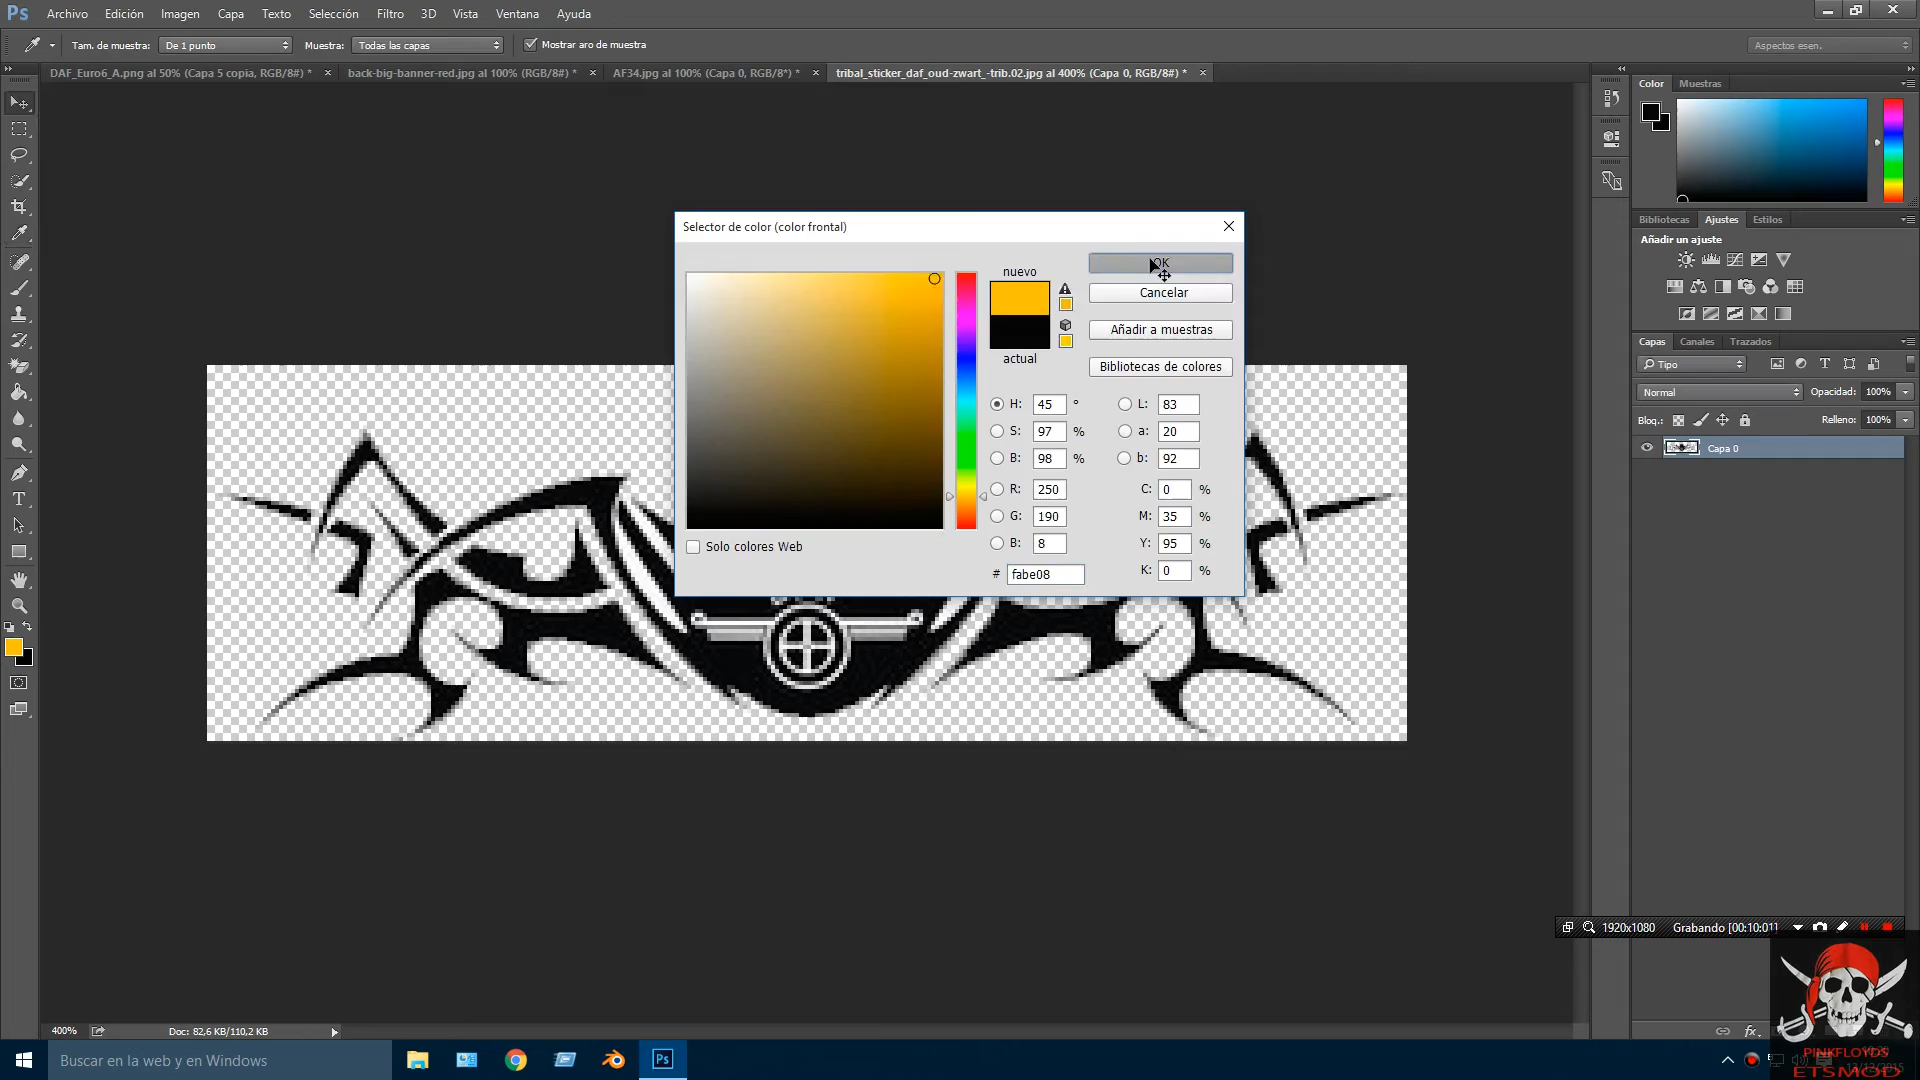 Ps Archivo Edición Imagen Capa Texto Selección Filtro 3D Vista Ventana Ayuda
Tam. de muestra: De 1 punto Muestra: Todas las capas Mostrar aro de muestra Aspectos esen.
DAF_Euro6_A.png al 50% (Capa 5 copia, RGB/8#) * back-big-banner-red.jpg al 100% (RGB/8#) * AF34.jpg al 100% (Capa 0, RGB/8*) * tribal_sticker_daf_oud-zwart_-trib.02.jpg al 400% (Capa 0, RGB/8#) *
Color Muestras
Selector de color (color frontal)
nuevo
actual
OK
Cancelar
Añadir a muestras
Bibliotecas de colores
H: 45 ° L: 83
S: 97 % a: 20
B: 98 % b: 92
R: 250 C: 0 %
G: 190 M: 35 %
B: 8 Y: 95 %
# fabe08 K: 0 %
Solo colores Web
Bibliotecas Ajustes Estilos
Añadir un ajuste
Capas Canales Trazados
Tipo
Normal Opacidad: 100%
Bloq.: Relleno: 100%
Capa 0
1920x1080 Grabando [00:10:01]
400% Doc: 82,6 KB/110,2 KB
Buscar en la web y en Windows
Ps
PINKFLOYDS
ETSMOD